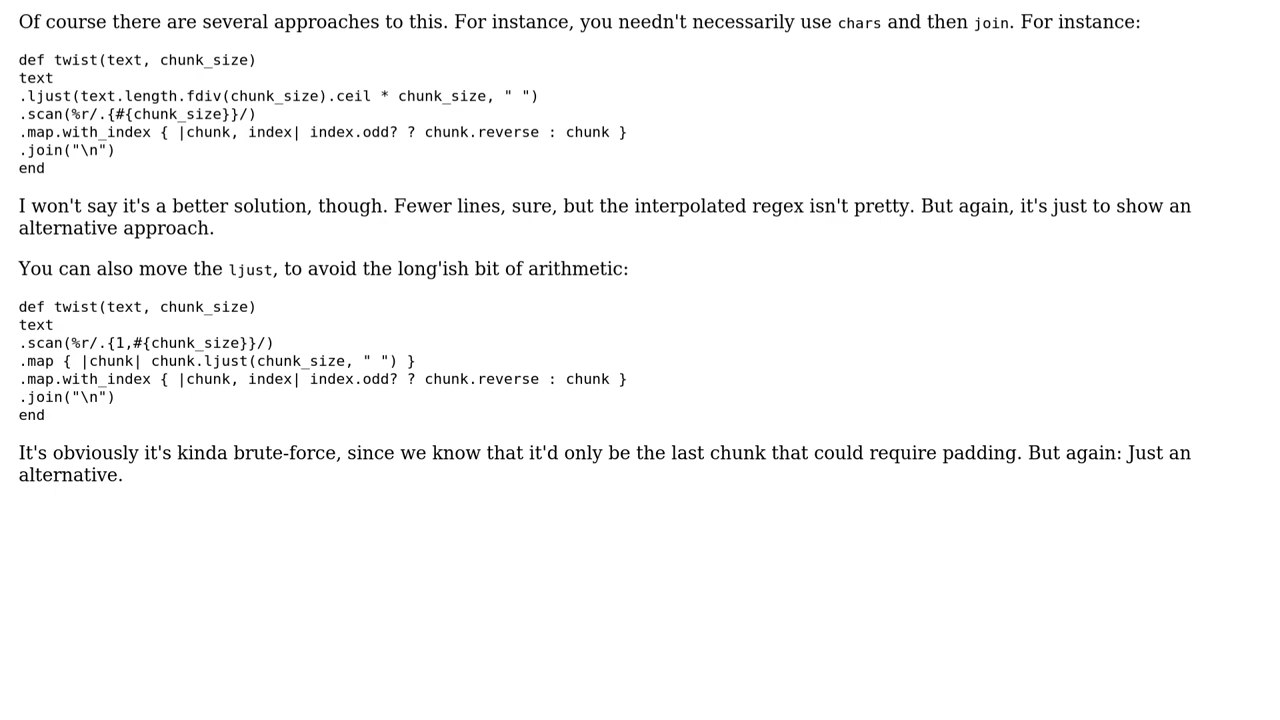 Of course there are several approaches to this. For instance, you needn't necessarily use chars and then join. For instance:
def twist(text, chunk_size)
text
.ljust(text.length.fdiv(chunk_size).ceil * chunk_size, " ")
.scan(%r/.{#{chunk_size}}/)
.map.with_index { |chunk, index| index.odd? ? chunk.reverse : chunk }
.join("\n")
end
I won't say it's a better solution, though. Fewer lines, sure, but the interpolated regex isn't pretty. But again, it's just to show an
alternative approach.
You can also move the ljust, to avoid the long'ish bit of arithmetic:
def twist(text, chunk_size)
text
.scan(%r/.{1,#{chunk_size}}/)
.map { |chunk| chunk.ljust(chunk_size, " ") }
.map.with_index { |chunk, index| index.odd? ? chunk.reverse : chunk }
.join("\n")
end
It's obviously it's kinda brute-force, since we know that it'd only be the last chunk that could require padding. But again: Just an
alternative.